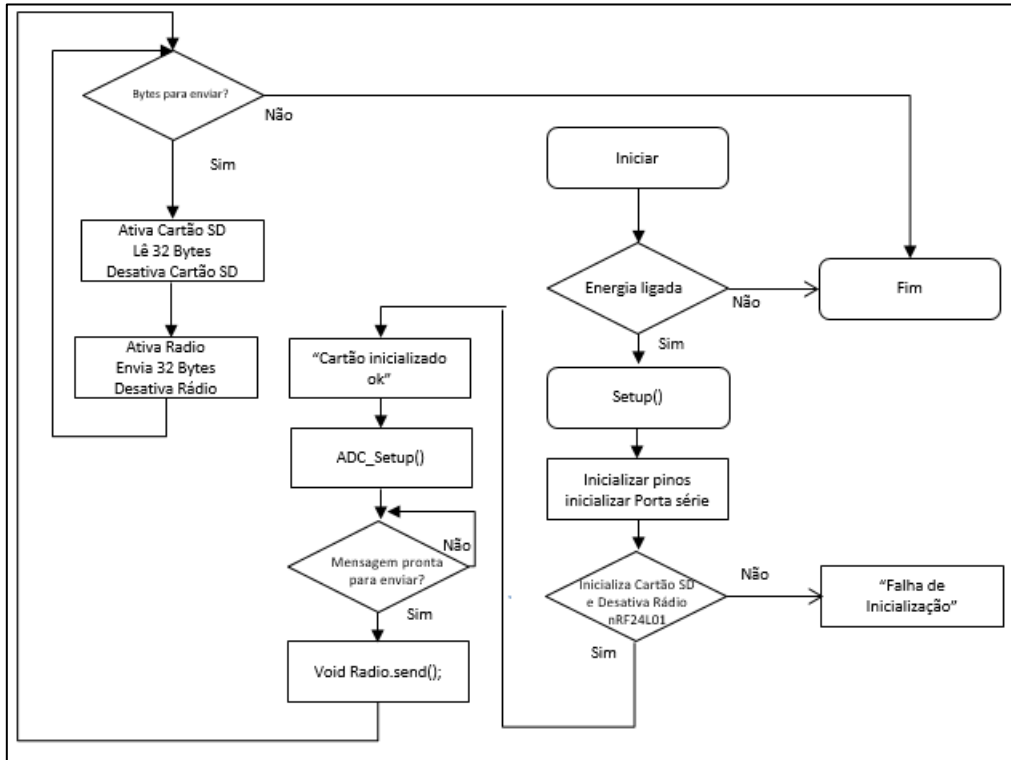 Bytes para enviar?
Não
Sim
Ativa Cartão SD
Lê 32 Bytes
Desativa Cartão SD
Ativa Radio
Envia 32 Bytes
Desativa Rádio
Iniciar
Energia ligada
Não
Fim
Sim
Setup()
Inicializar pinos
inicializar Porta série
Inicializa Cartão SD
e Desativa Rádio
nRF24L01
Não
“Falha de
Inicialização”
Sim
“Cartão inicializado
ok”
ADC_Setup()
Não
Mensagem pronta
para enviar?
Sim
Void Radio.send();